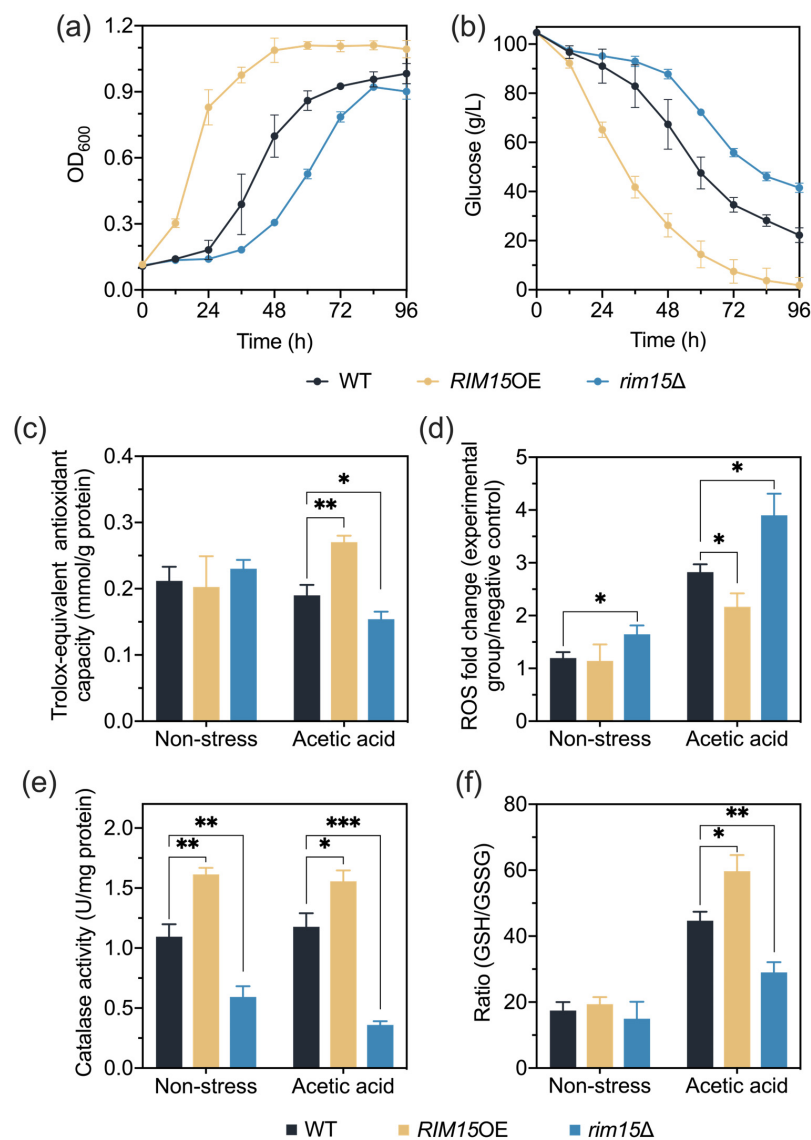 (a)
(b)
1.2
0.9
0.6
0.3
0.0
OD600
0
24
48
72
96
Time (h)
100
80
60
40
20
0
Glucose (g/L)
0
24
48
72
96
Time (h)
WT RIM15OE rim15Δ
(c)
(d)
0.4
0.3
0.2
0.1
0.0
Trolox-equivalent antioxidant
capacity (mmol/g protein)
*
**
Non-stress Acetic acid
5
4
3
2
1
0
ROS fold change (experimental
group/negative control)
*
*
*
Non-stress Acetic acid
(e)
(f)
2.0
1.5
1.0
0.5
0.0
Catalase activity (U/mg protein)
**
**
***
*
Non-stress Acetic acid
80
60
40
20
0
Ratio (GSH/GSSG)
**
*
Non-stress Acetic acid
WT RIM15OE rim15Δ